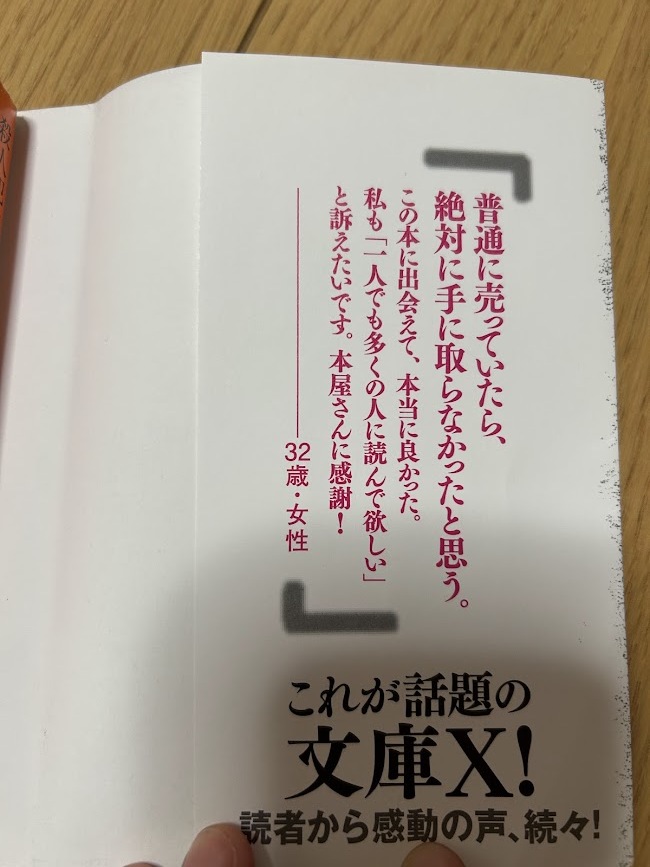 普通に売っていたら、
絶対に手に取らなかったと思う。
この本に出会えて、本当に良かった。
私も「一人でも多くの人に読んで欲しい」
と訴えたいです。本屋さんに感謝!
32歳・女性
これが話題の
文庫X!
読者から感動の声、続々!